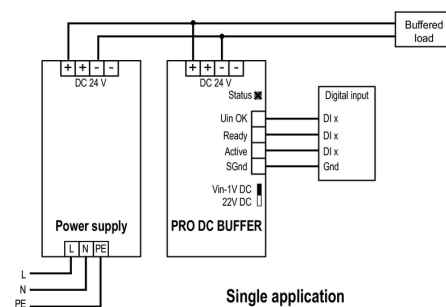 Buffered
load
+ + - -
DC 24 V
+ + - -
DC 24 V
Status
Digital input
Uin OK
DI x
Ready
DI x
Active
DI x
SGnd
Gnd
Vin-1V DC
22V DC
Power supply
PRO DC BUFFER
L N PE
L
N
PE
Single application